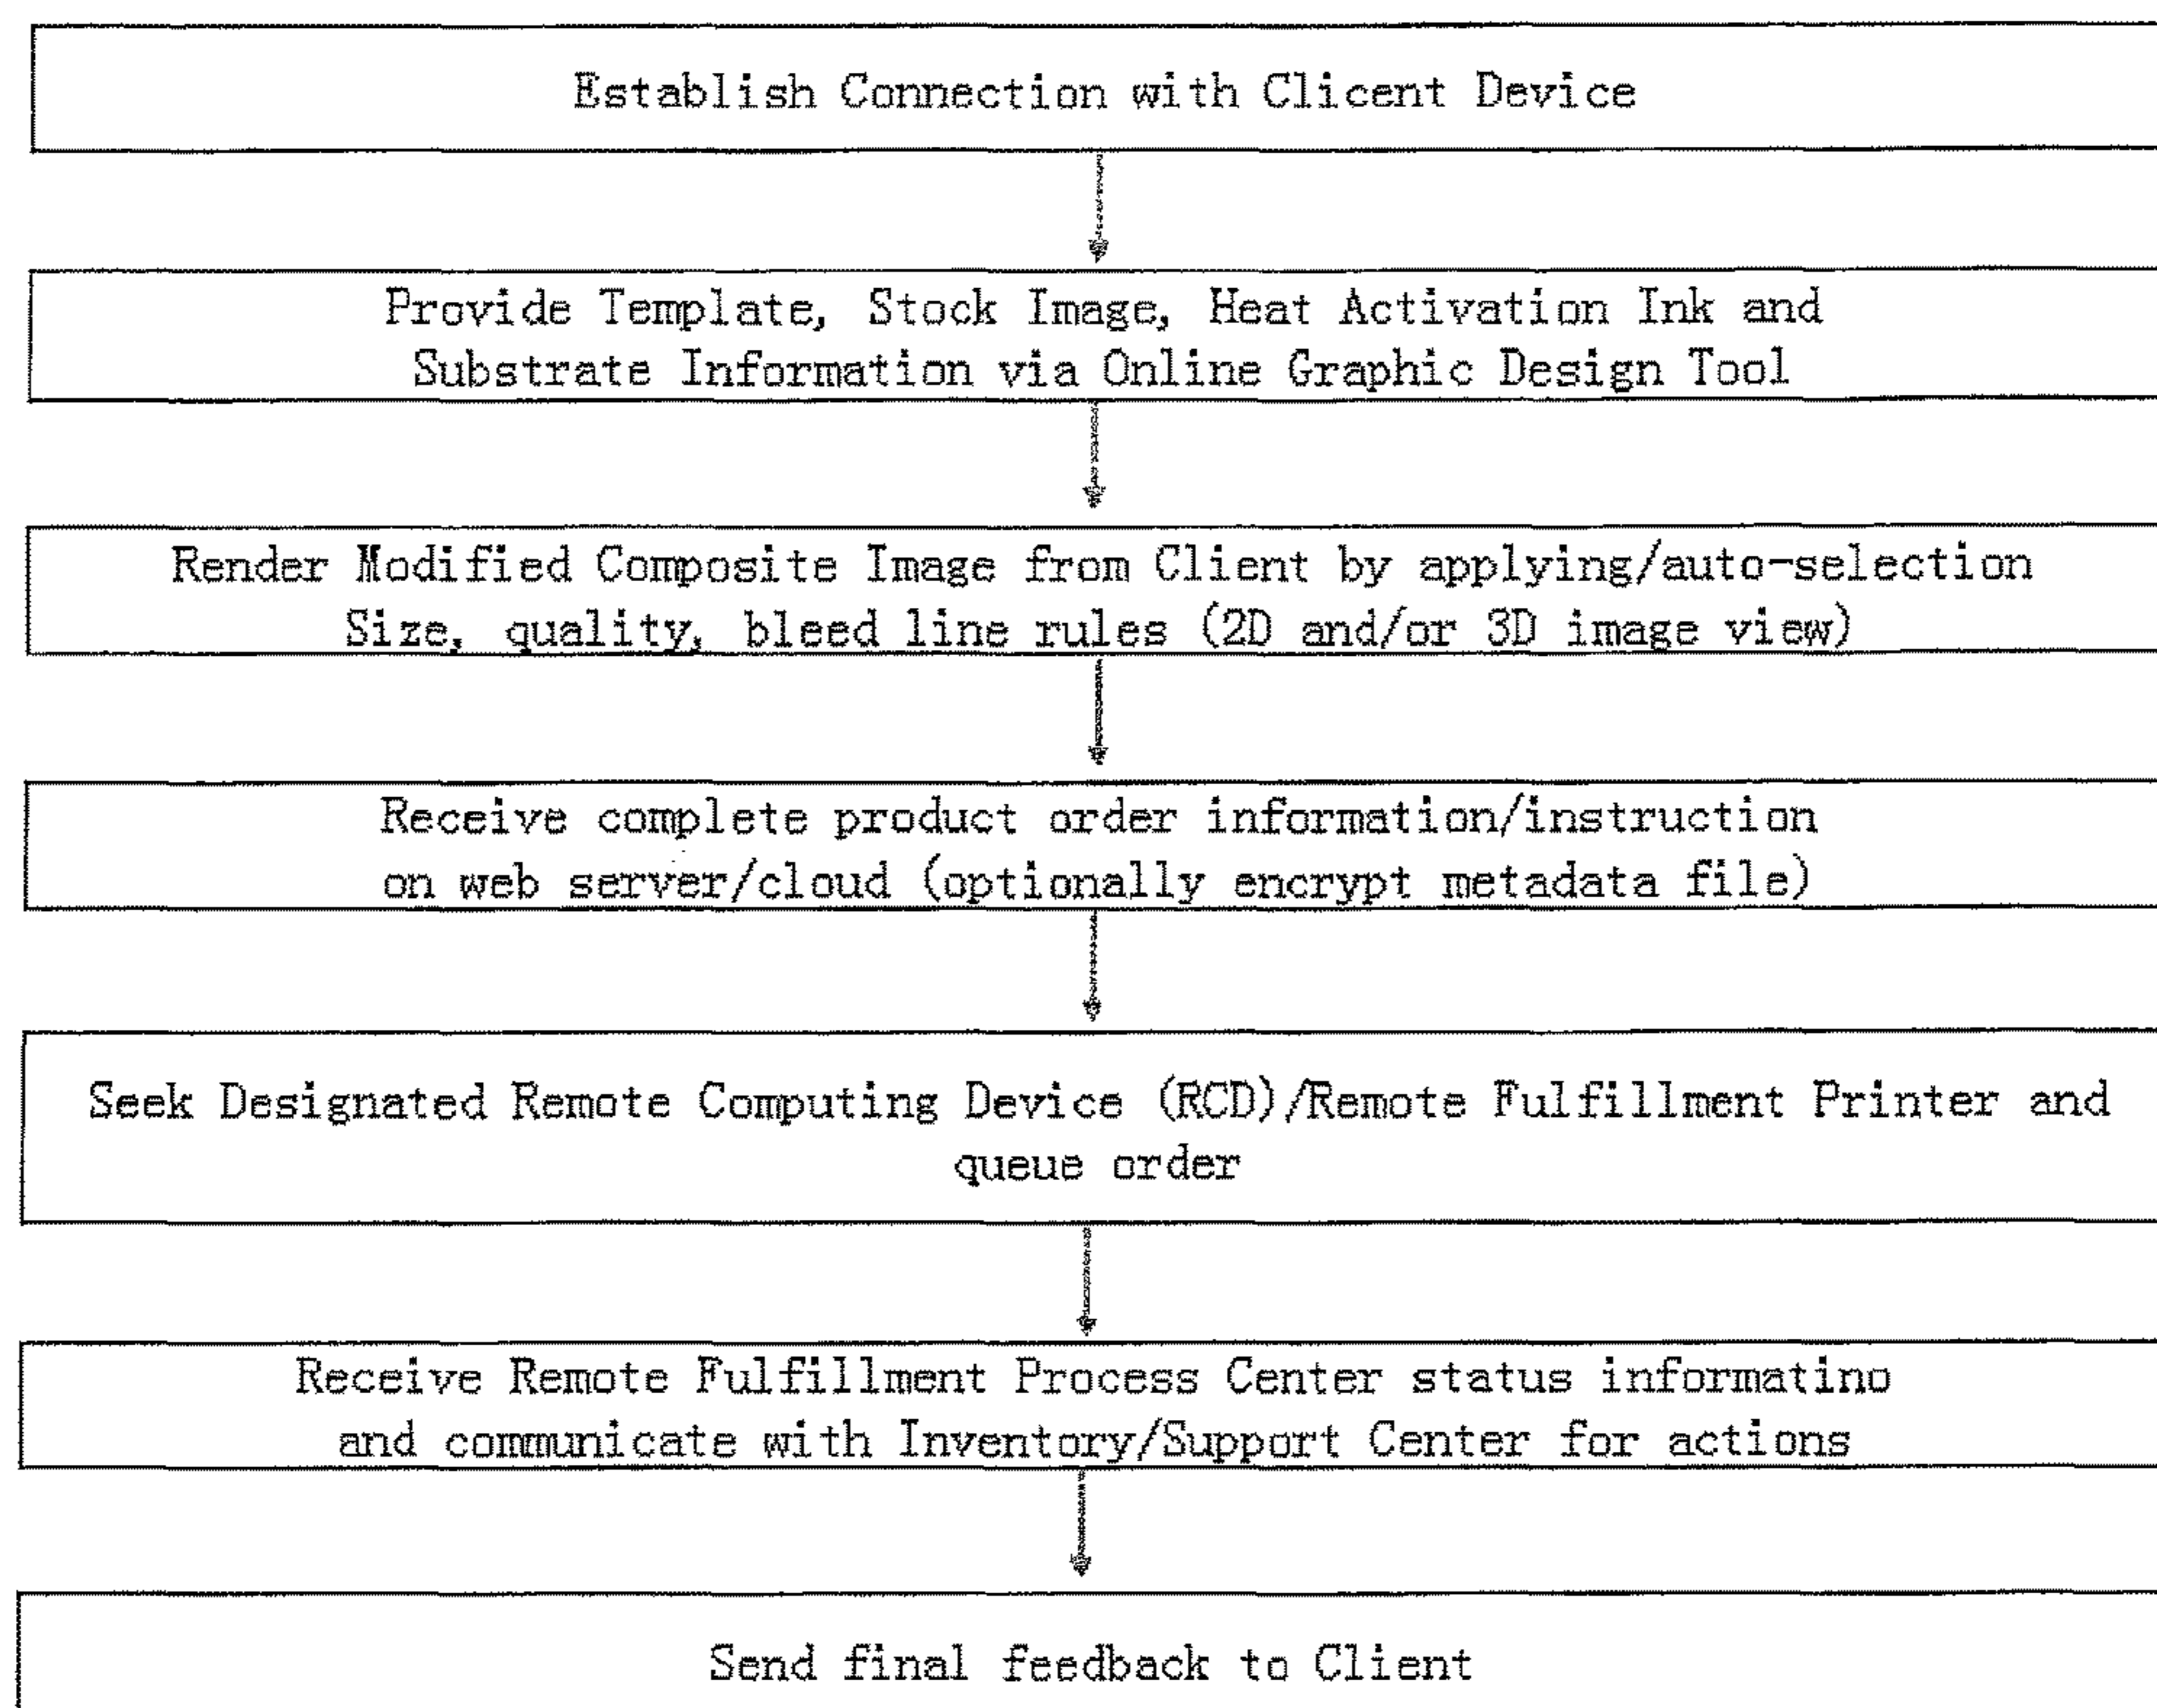 Establish Connection with Clicent Device
Provide Template, Stock Image, Heat Activation Ink and
Substrate Information via Online Graphic Design Tool
Render Modified Composite Image from Client by applying/auto-selection
Size, quality, bleed line rules (2D and/or 3D image view)
Receive complete product order information/instruction
on web server/cloud (optionally encrypt metadata file)
Seek Designated Remote Computing Device (RCD)/Remote Fulfillment Printer and
queue order
Receive Remote Fulfillment Process Center status informatino
and communicate with Inventory/Support Center for actions
Send final feedback to Client